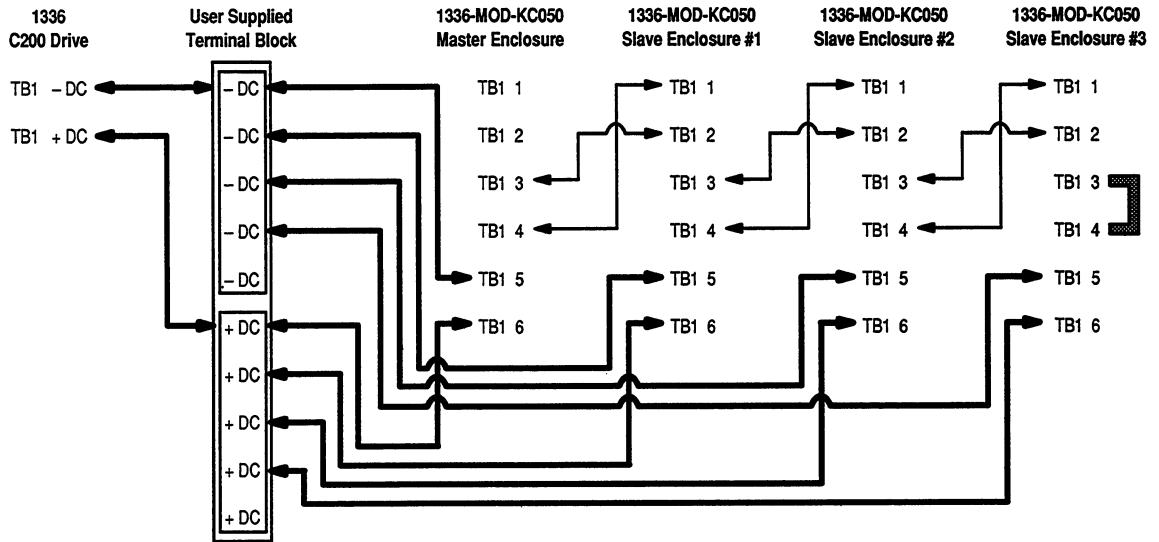 1336
C200 Drive
User Supplied
Terminal Block
1336-MOD-KC050
Master Enclosure
1336-MOD-KC050
Slave Enclosure #1
1336-MOD-KC050
Slave Enclosure #2
1336-MOD-KC050
Slave Enclosure #3
TB1 – DC
TB1 + DC
– DC
– DC
– DC
– DC
– DC
+ DC
+ DC
+ DC
+ DC
+ DC
TB1 1
TB1 2
TB1 3
TB1 4
TB1 5
TB1 6
TB1 1
TB1 2
TB1 3
TB1 4
TB1 5
TB1 6
TB1 1
TB1 2
TB1 3
TB1 4
TB1 5
TB1 6
TB1 1
TB1 2
TB1 3
TB1 4
TB1 5
TB1 6